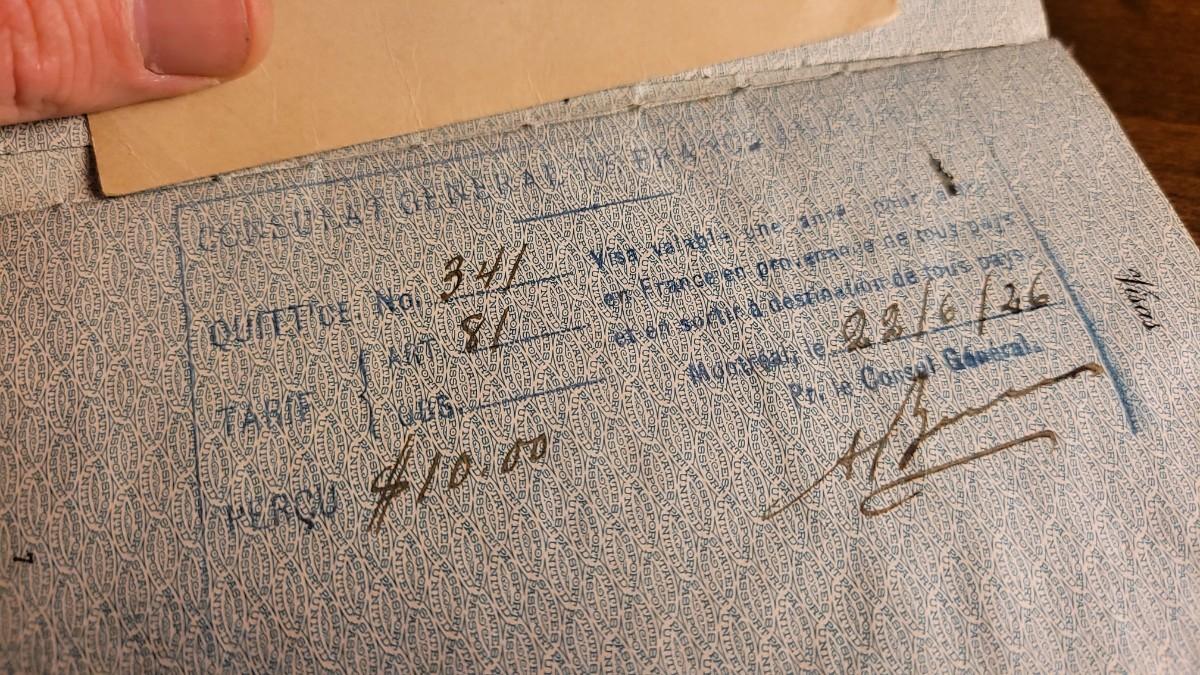 CONSULAT GENERAL DE FRANCE
QUITTCE. No. 341
TARIF { ART. 81
PERÇU $10.00
Visa valable une année pour
en France en provenance de tous pays
et en sortir à destination de tous pays.
Montréal, le 22/6/26
Pr. le Consul Général.
Visas
7